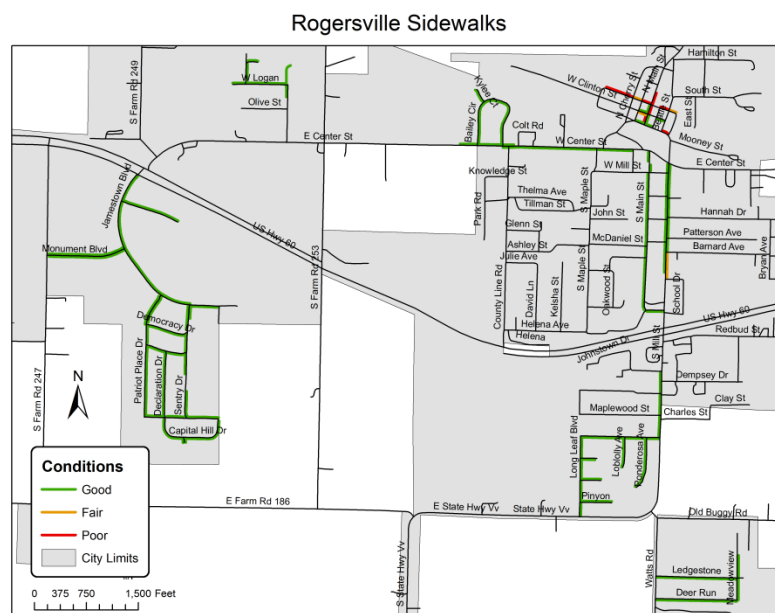 Rogersville Sidewalks
Hamilton St
S Farm Rd 249
W Logan
Olive St
Kylee Ct
Bailey Cir
Colt Rd
W Clinton St
N Cherry St
N Main St
Beatie St
South St
East St
Mooney St
E Center St
W Center St
E Center St
W Mill St
Knowledge St
Thelma Ave
Tillman St
Park Rd
S Maple St
John St
S Main St
Hannah Dr
Glenn St
McDaniel St
Patterson Ave
Barnard Ave
Bryan Ave
Ashley St
Julie Ave
Jamestown Blvd
US Hwy 60
Monument Blvd
S Farm Rd 253
County Line Rd
David Ln
Kelsha St
S Maple St
Oakwood St
School Dr
US Hwy 60
Helena Ave
Helena
Redbud St
Johnstown Dr
S Mill St
Democracy Dr
Patriot Place Dr
Declaration Dr
Sentry Dr
Capital Hill Dr
S Farm Rd 247
Dempsey Dr
Clay St
Maplewood St
Charles St
Long Leaf Blvd
Loblolly Ave
Ponderosa Ave
Pinyon
N
Conditions
Good
Fair
Poor
City Limits
E Farm Rd 186
E State Hwy Vv
State Hwy Vv
Old Buggy Rd
S State Hwy Vv
Watts Rd
Ledgestone
Deer Run
Meadowview
0 375 750 1,500 Feet